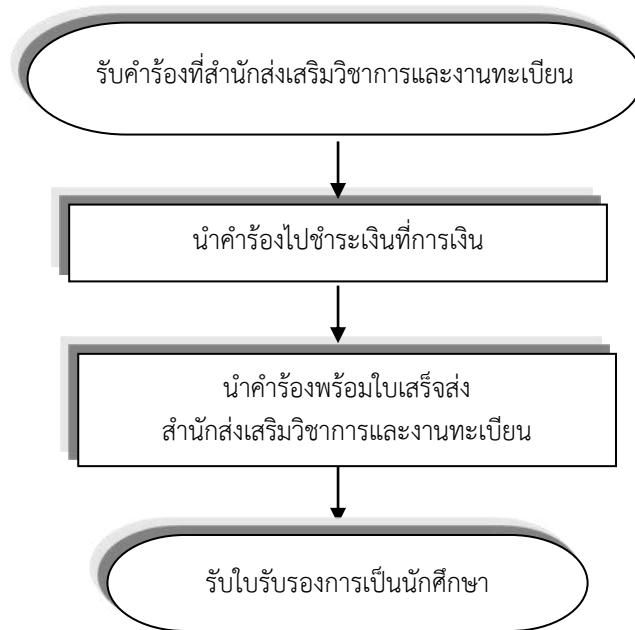 รับคำร้องที่สำนักส่งเสริมวิชาการและงานทะเบียน
นำคำร้องไปชำระเงินที่การเงิน
นำคำร้องพร้อมใบเสร็จส่ง
สำนักส่งเสริมวิชาการและงานทะเบียน
รับใบรับรองการเป็นนักศึกษา